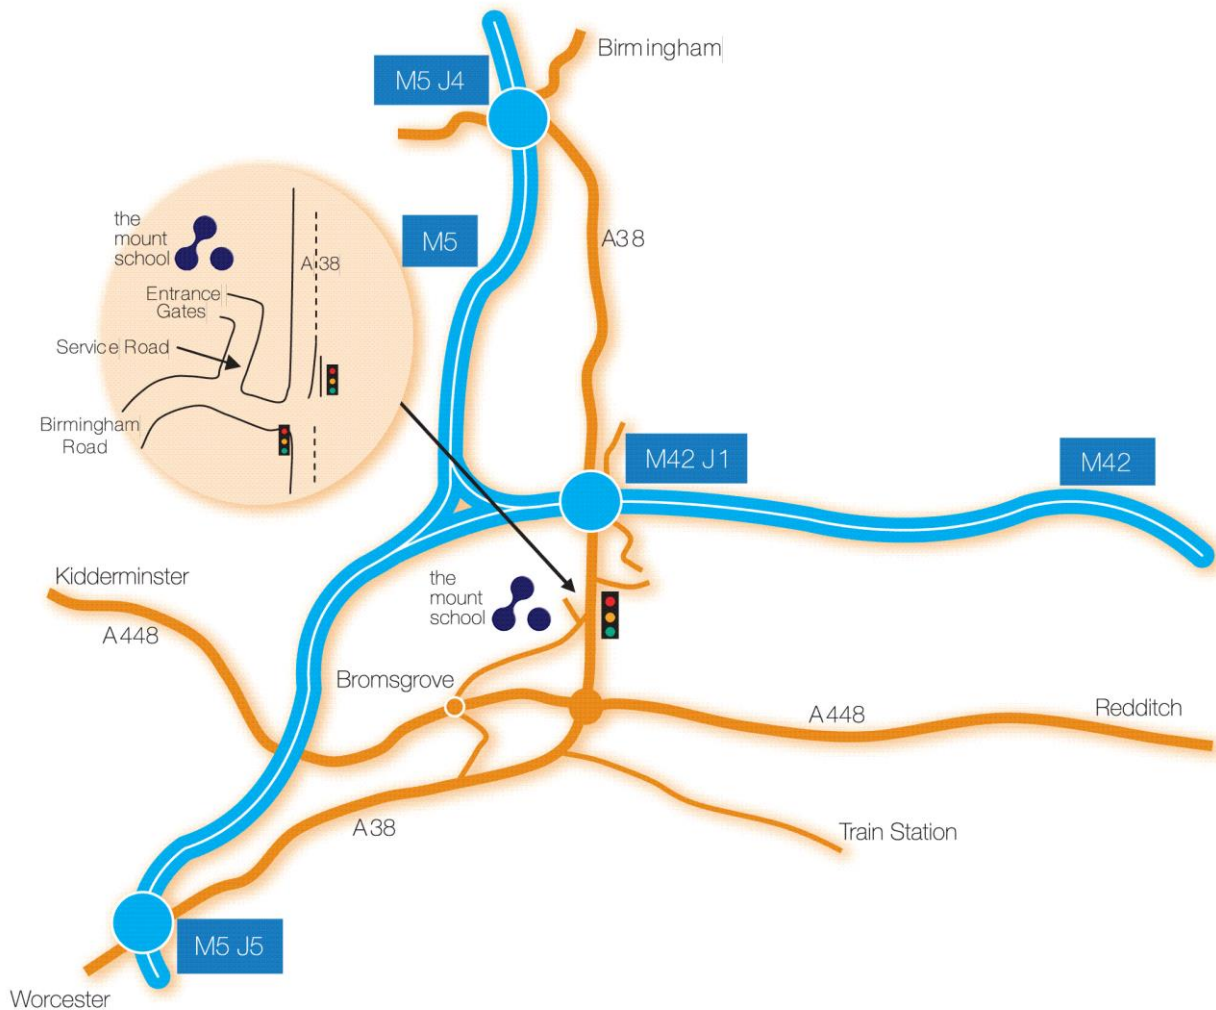 Birmingham
M5 J4
the
mount
school
M5
A38
A 38
Entrance
Gates
Service Road
Birmingham
Road
M42 J1
M42
Kidderminster
the
mount
school
A448
Bromsgrove
A448
Redditch
A38
Train Station
M5 J5
Worcester